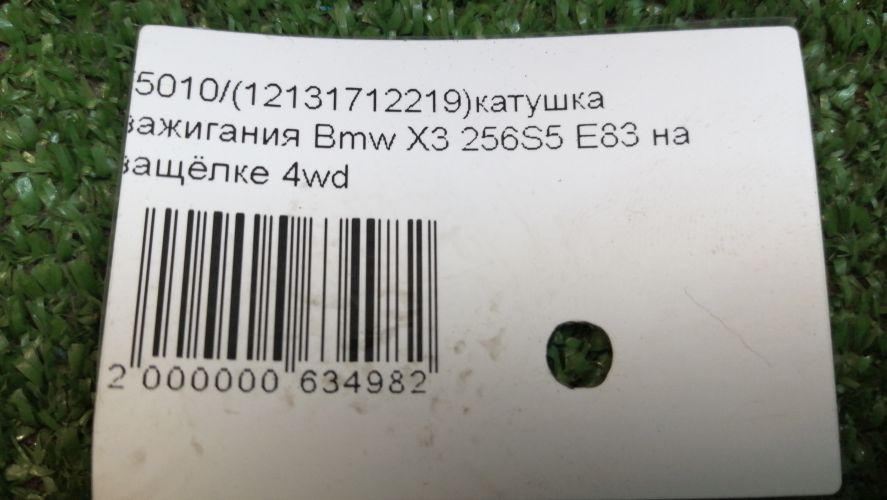 5010/(12131712219)катушка
зажигания Bmw X3 256S5 E83 на
защёлке 4wd
2 000000 634982